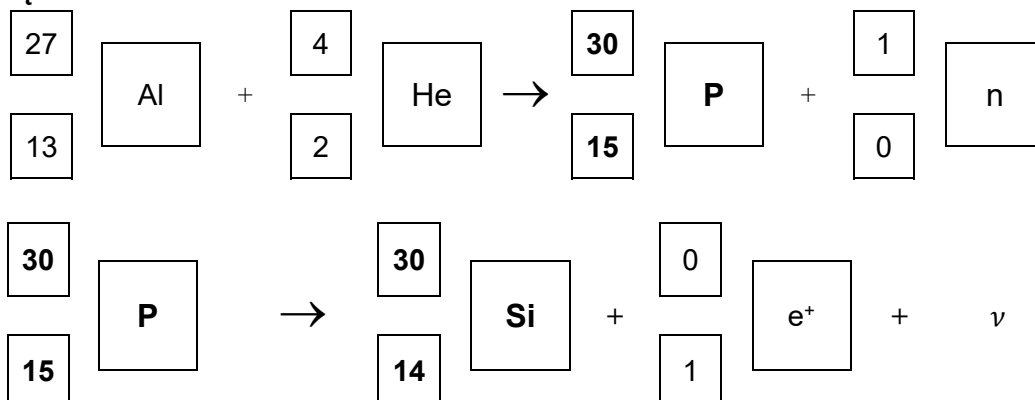 27 4 30 1
Al + He → P + n
13 2 15 0
30 30 0
P → Si + e⁺ + ν
15 14 1